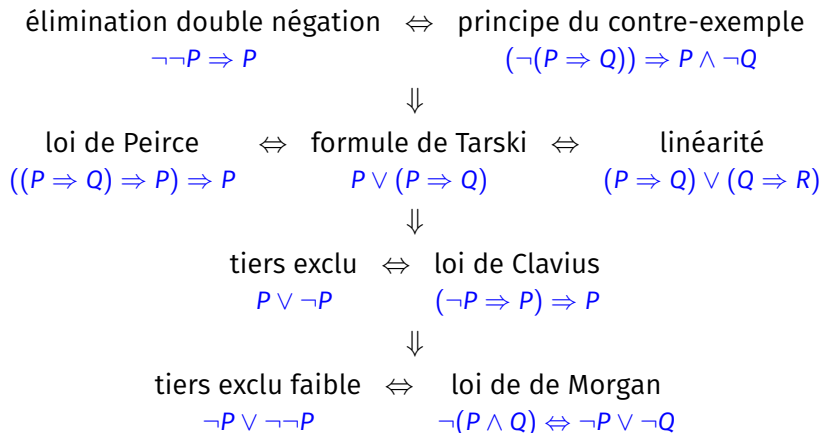 élimination double négation ⇔ principe du contre-exemple
¬¬P ⇒ P (¬(P ⇒ Q)) ⇒ P ∧ ¬Q
⇓
loi de Peirce ⇔ formule de Tarski ⇔ linéarité
((P ⇒ Q) ⇒ P) ⇒ P P ∨ (P ⇒ Q) (P ⇒ Q) ∨ (Q ⇒ R)
⇓
tiers exclu ⇔ loi de Clavius
P ∨ ¬P (¬P ⇒ P) ⇒ P
⇓
tiers exclu faible ⇔ loi de de Morgan
¬P ∨ ¬¬P ¬(P ∧ Q) ⇔ ¬P ∨ ¬Q